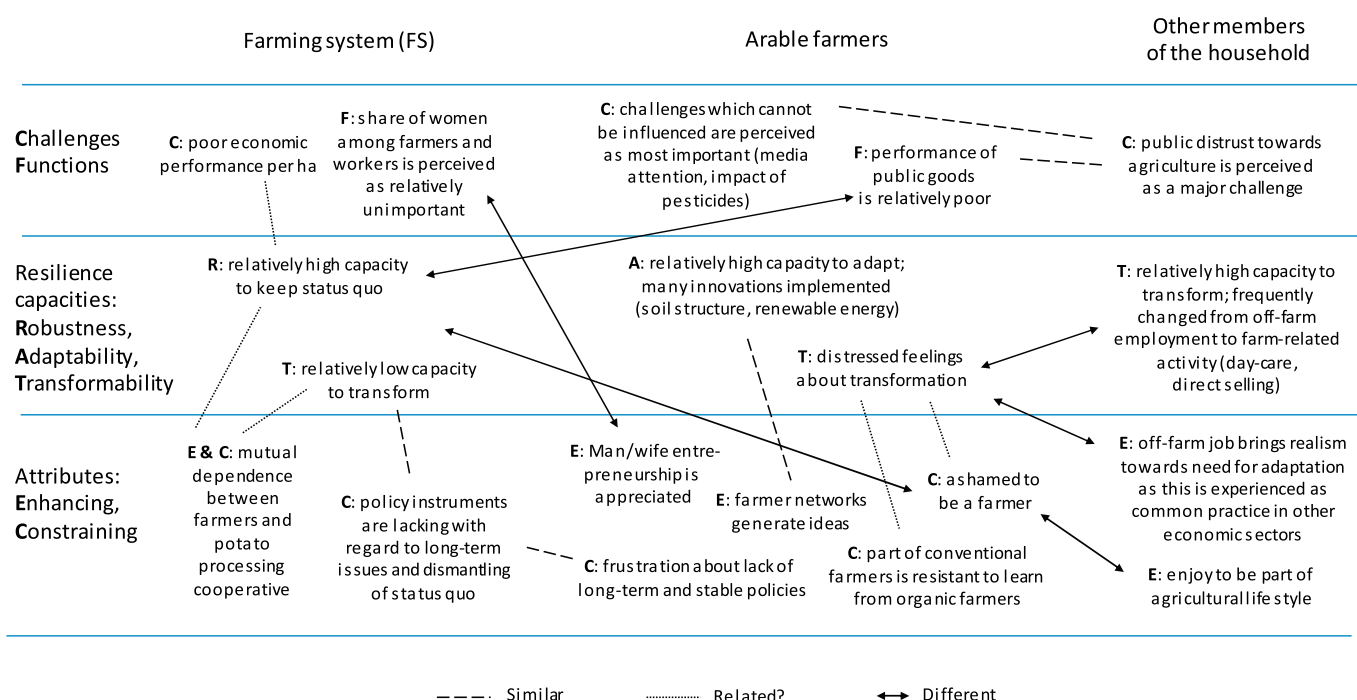 Farming system (FS)
Arable farmers
Other members
of the household
Challenges
Functions
C: poor economic
performance per ha
F: share of women
among farmers and
workers is perceived
as relatively
unimportant
C: challenges which cannot
be influenced are perceived
as most important (media
attention, impact of
pesticides)
F: performance of
public goods
is relatively poor
C: public distrust towards
agriculture is perceived
as a major challenge
Resilience
capacities:
Robustness,
Adaptability,
Transformability
R: relatively high capacity
to keep status quo
T: relatively low capacity
to transform
A: relatively high capacity to adapt;
many innovations implemented
(soil structure, renewable energy)
T: distressed feelings
about transformation
T: relatively high capacity to
transform; frequently
changed from off-farm
employment to farm-related
activity (day-care,
direct selling)
Attributes:
Enhancing,
Constraining
E & C: mutual
dependence
between
farmers and
potato
processing
cooperative
C: policy instruments
are lacking with
regard to long-term
issues and dismantling
of status quo
E: Man/wife entre-
preneurship is
appreciated
E: farmer networks
generate ideas
C: frustration about lack of
long-term and stable policies
C: ashamed to
be a farmer
C: part of conventional
farmers is resistant to learn
from organic farmers
E: off-farm job brings realism
towards need for adaptation
as this is experienced as
common practice in other
economic sectors
E: enjoy to be part of
agricultural life style
Similar
Related?
Different